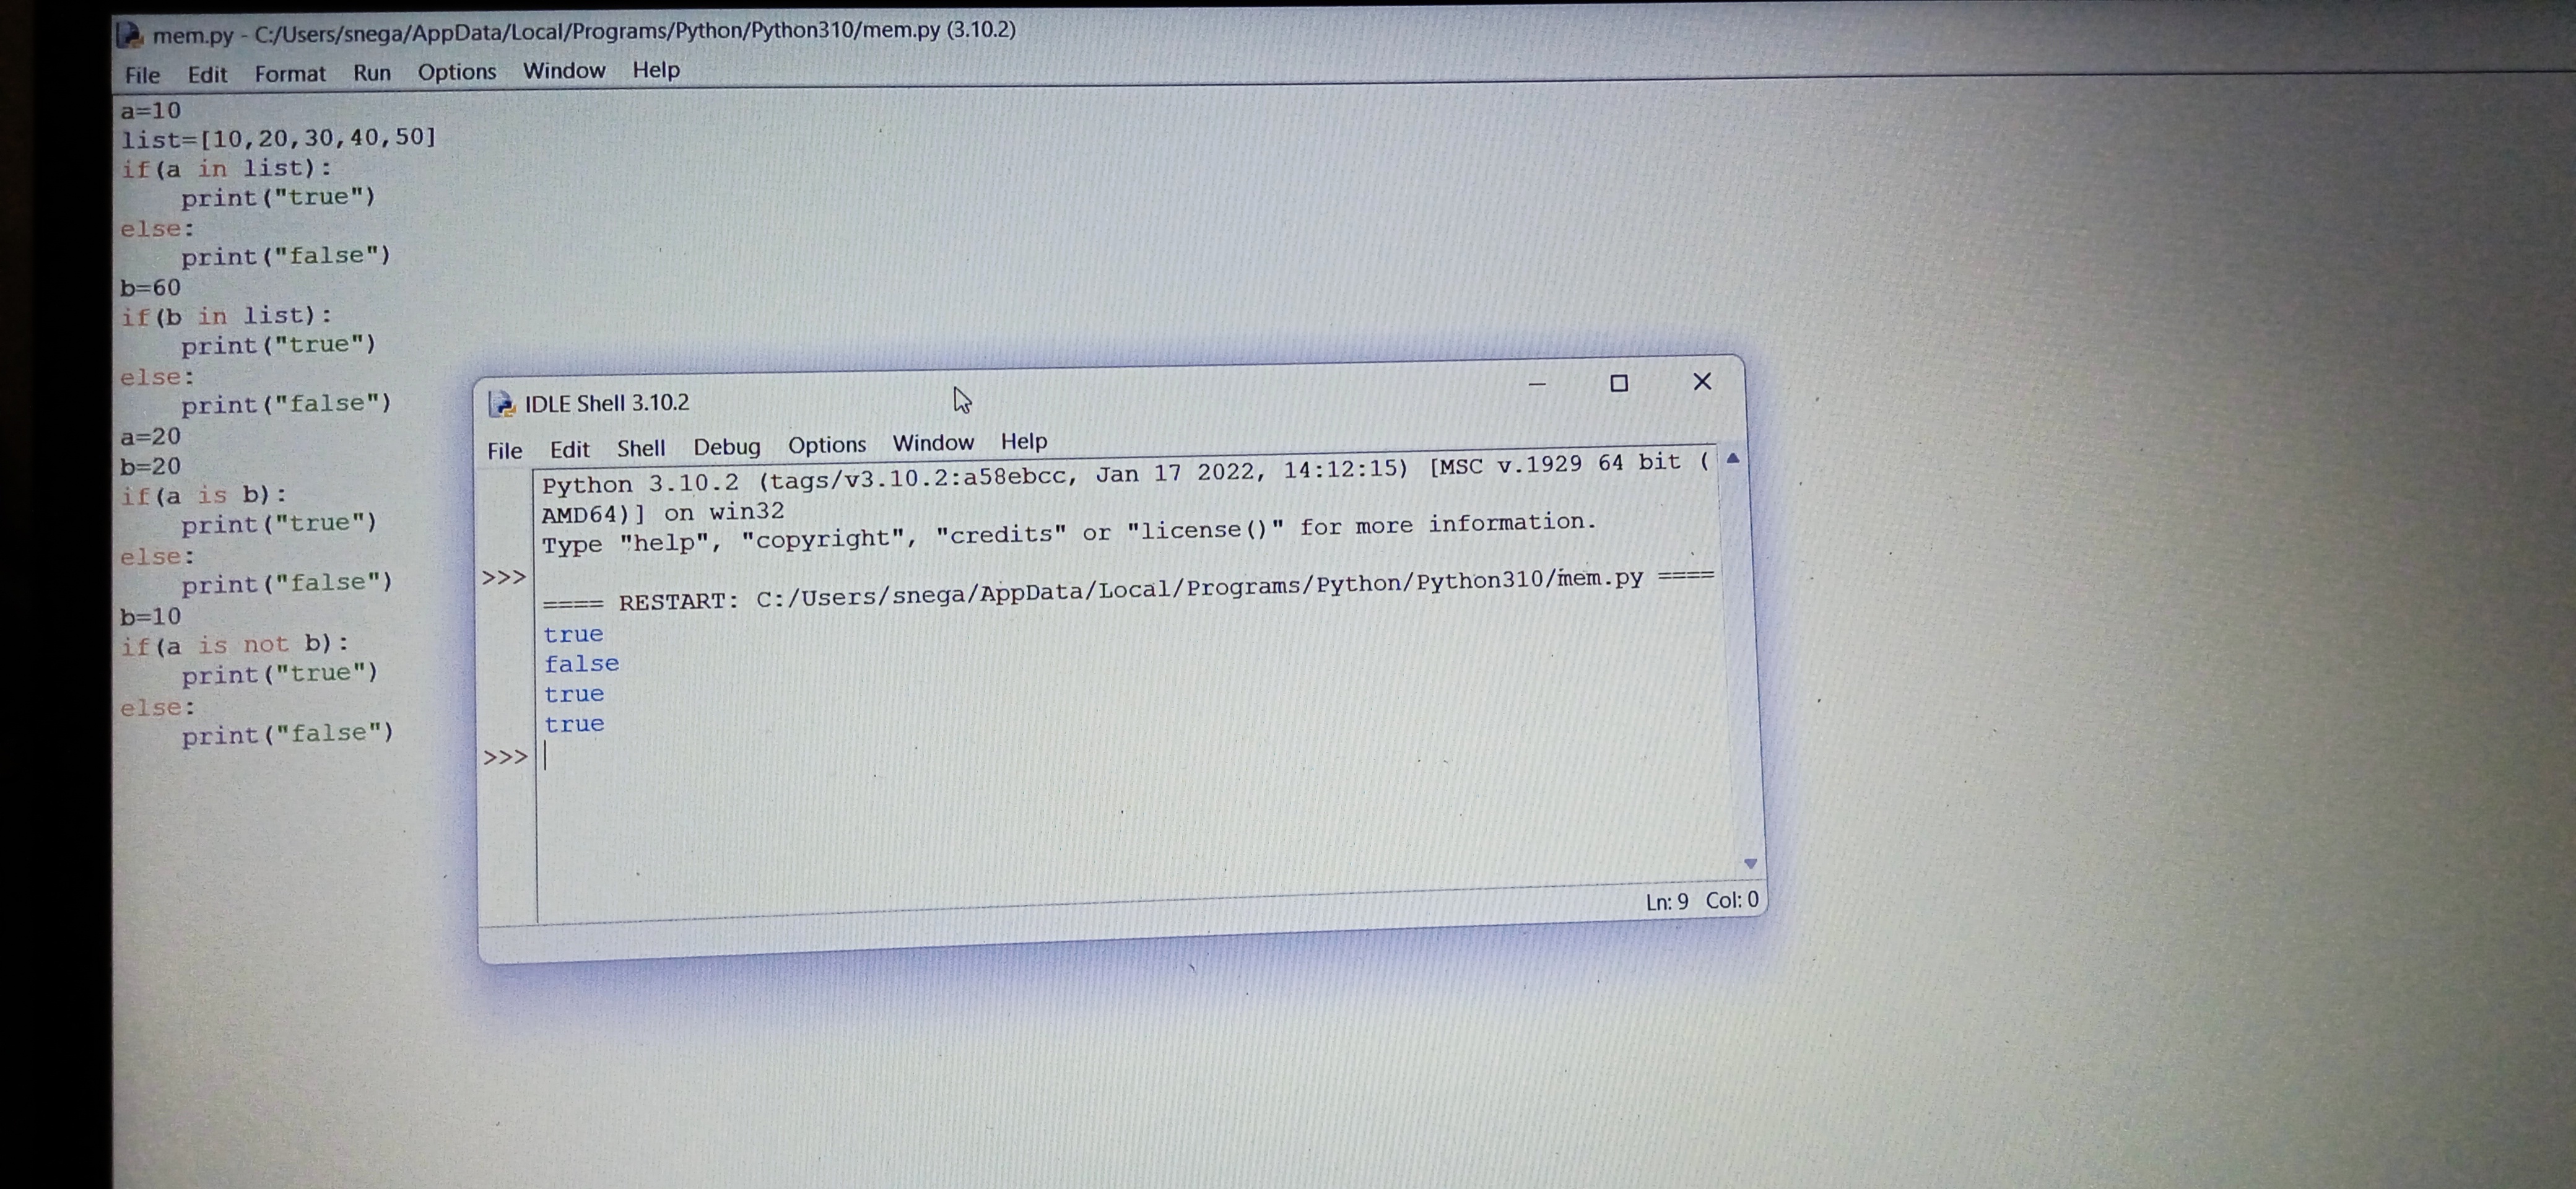 mem.py - C:/Users/snega/AppData/Local/Programs/Python/Python310/mem.py (3.10.2)
File Edit Format Run Options Window Help
a=10
list=[10,20,30,40,50]
if(a in list):
    print("true")
else:
    print("false")
b=60
if(b in list):
    print("true")
else:
    print("false")
a=20
b=20
if(a is b):
    print("true")
else:
    print("false")
b=10
if(a is not b):
    print("true")
else:
    print("false")
IDLE Shell 3.10.2
File Edit Shell Debug Options Window Help
Python 3.10.2 (tags/v3.10.2:a58ebcc, Jan 17 2022, 14:12:15) [MSC v.1929 64 bit (
AMD64)] on win32
Type "help", "copyright", "credits" or "license()" for more information.
>>>
==== RESTART: C:/Users/snega/AppData/Local/Programs/Python/Python310/mem.py ====
true
false
true
true
>>>
Ln: 9 Col: 0